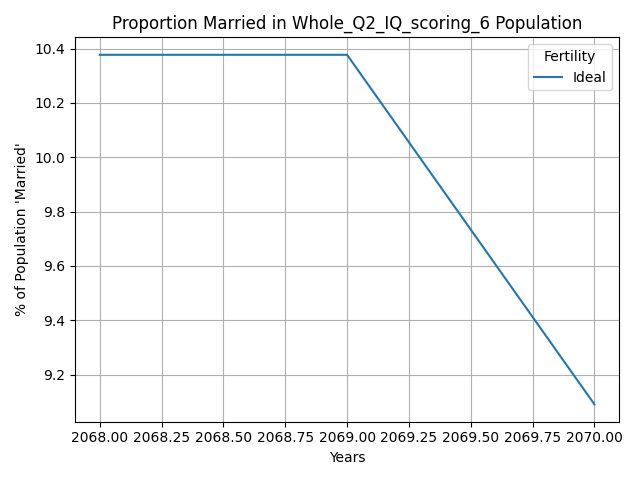 Proportion Married in Whole_Q2_IQ_scoring_6 Population
Fertility
Ideal
% of Population 'Married'
10.4
10.2
10.0
9.8
9.6
9.4
9.2
2068.00 2068.25 2068.50 2068.75 2069.00 2069.25 2069.50 2069.75 2070.00
Years